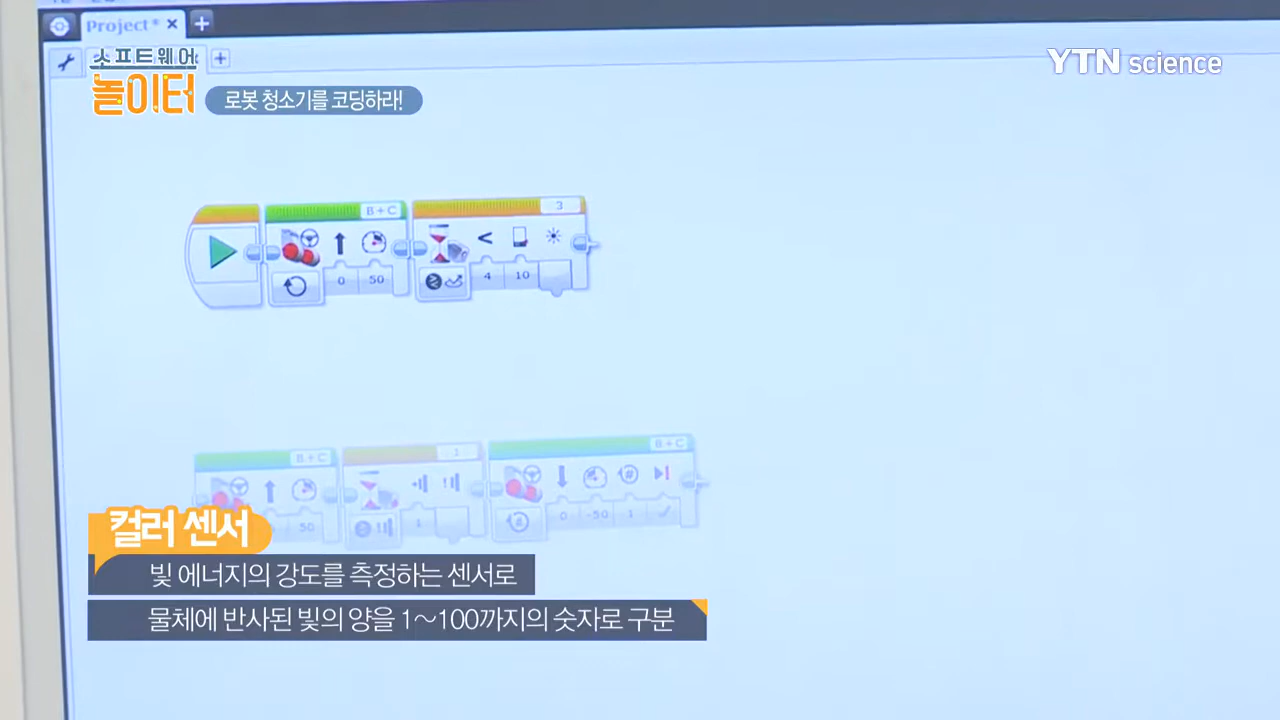 Project*
소프트웨어
놀이터
로봇 청소기를 코딩하라!
YTN science
B+C
3
0
50
4
10
B+C
1
B+C
50
1
0
-50
1
컬러 센서
빛 에너지의 강도를 측정하는 센서로
물체에 반사된 빛의 양을 1~100까지의 숫자로 구분